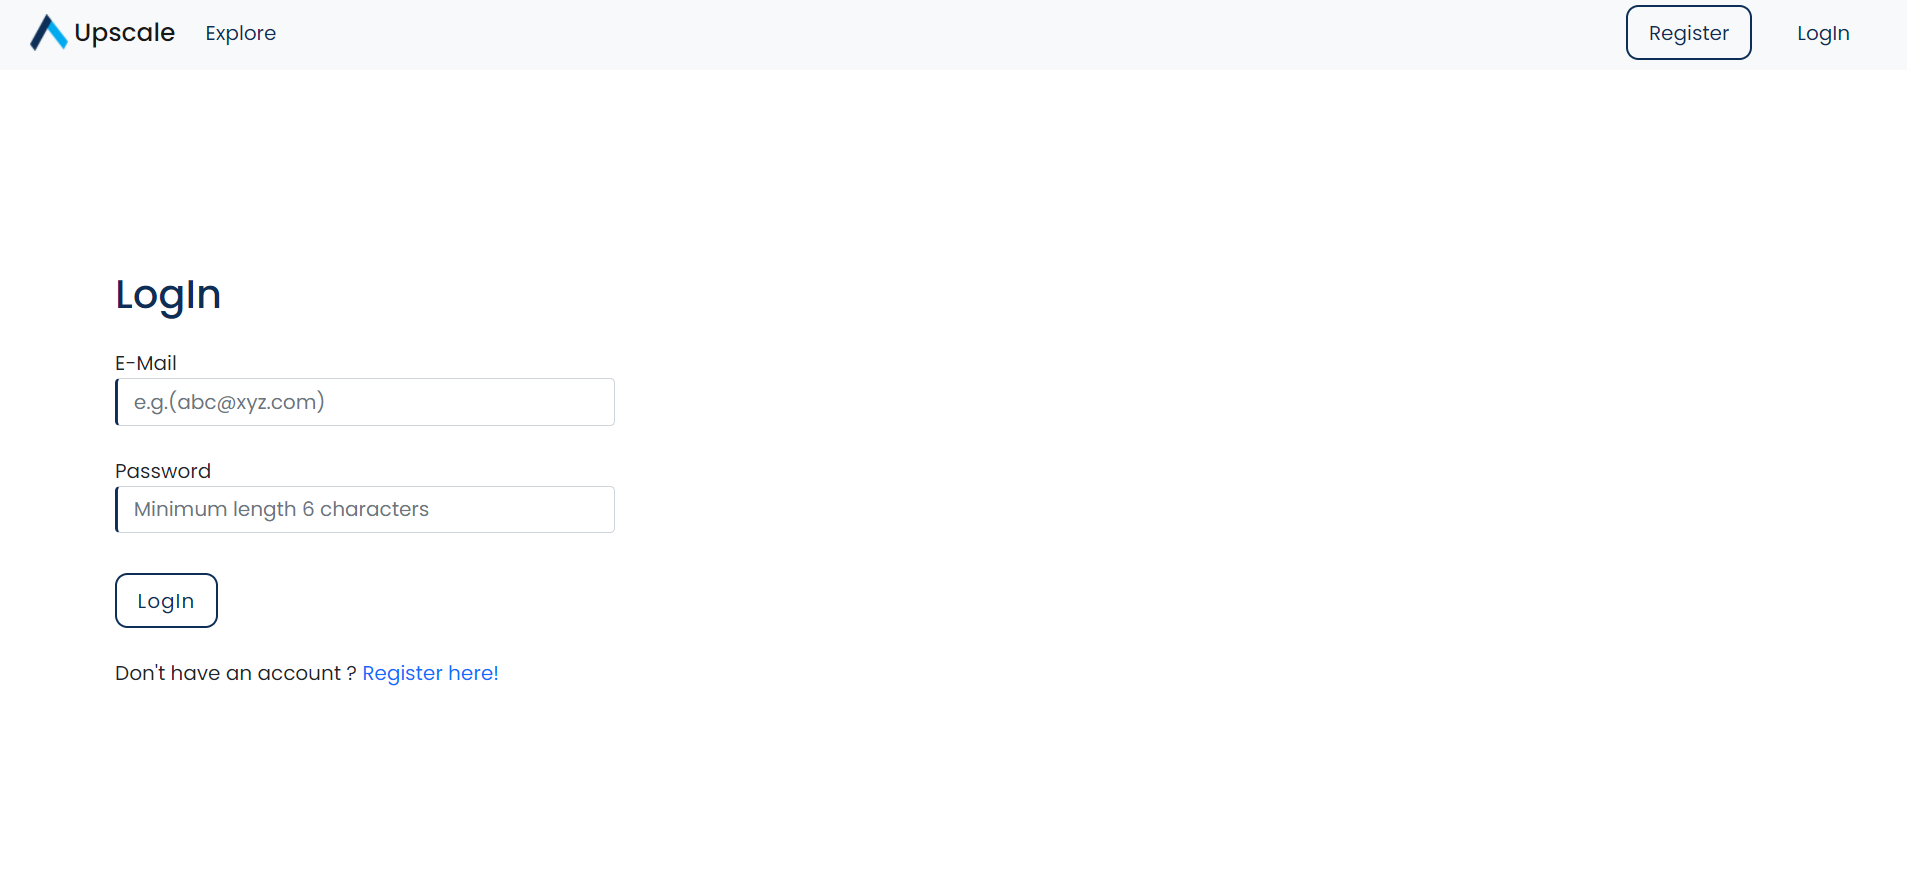 Upscale Explore Register LogIn
LogIn
E-Mail
e.g.(abc@xyz.com)
Password
Minimum length 6 characters
LogIn
Don't have an account ? Register here!